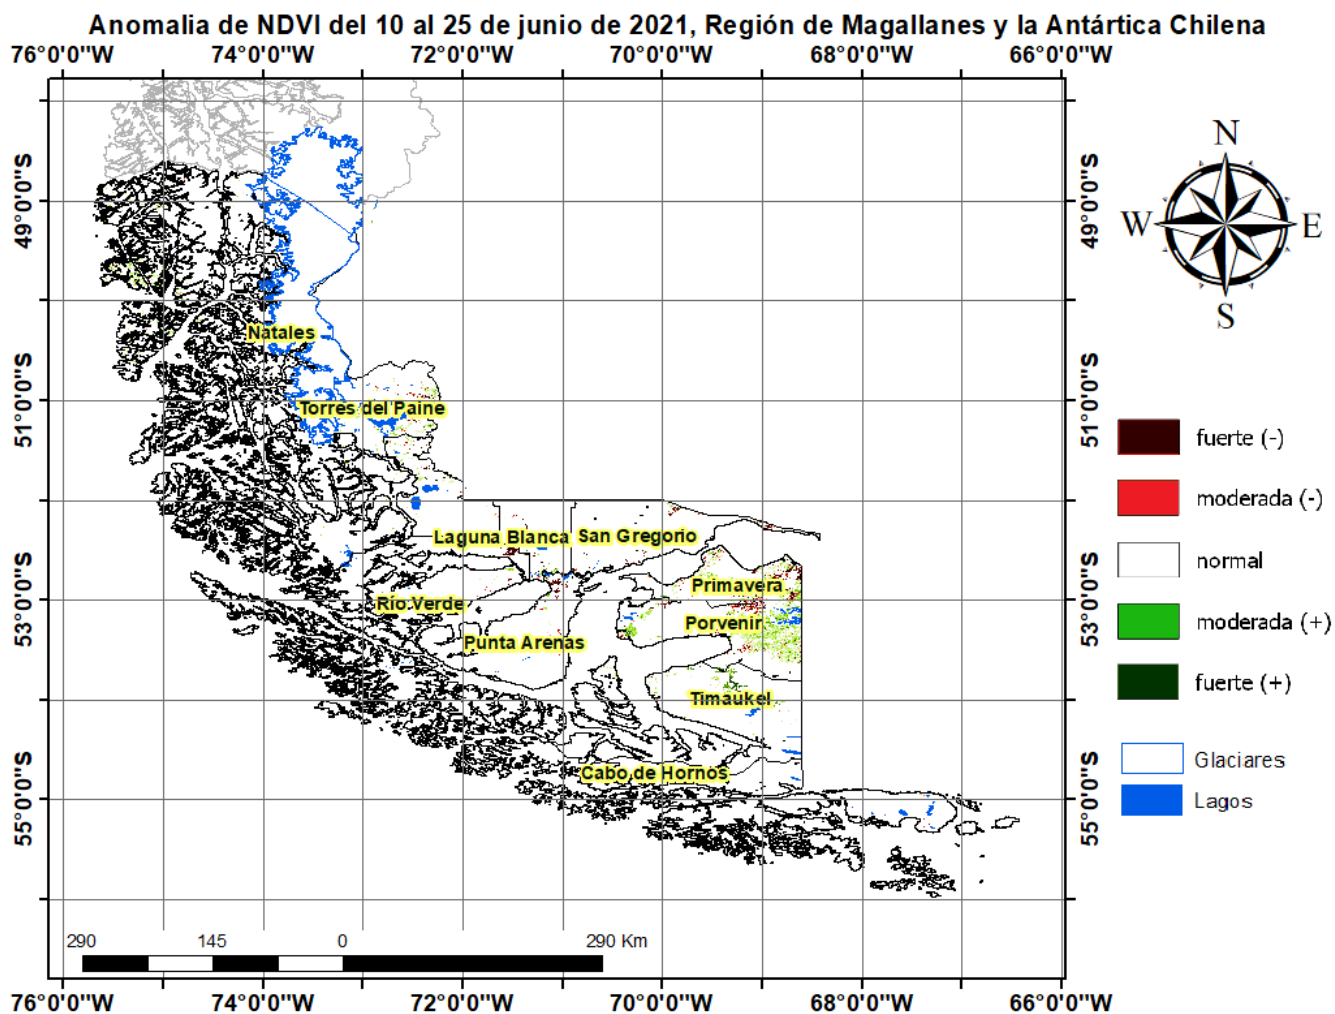 Anomalia de NDVI del 10 al 25 de junio de 2021, Región de Magallanes y la Antártica Chilena
76°0'0"W 74°0'0"W 72°0'0"W 70°0'0"W 68°0'0"W 66°0'0"W
N
W E
S
49°0'0"S 49°0'0"S
Natales
51°0'0"S 51°0'0"S
Torres del Paine
fuerte (-)
moderada (-)
Laguna Blanca San Gregorio
normal
Primavera
Río Verde
53°0'0"S 53°0'0"S
Porvenir
moderada (+)
Punta Arenas
fuerte (+)
Timaukel
Glaciares
Cabo de Hornos
Lagos
55°0'0"S 55°0'0"S
290 145 0 290 Km
76°0'0"W 74°0'0"W 72°0'0"W 70°0'0"W 68°0'0"W 66°0'0"W